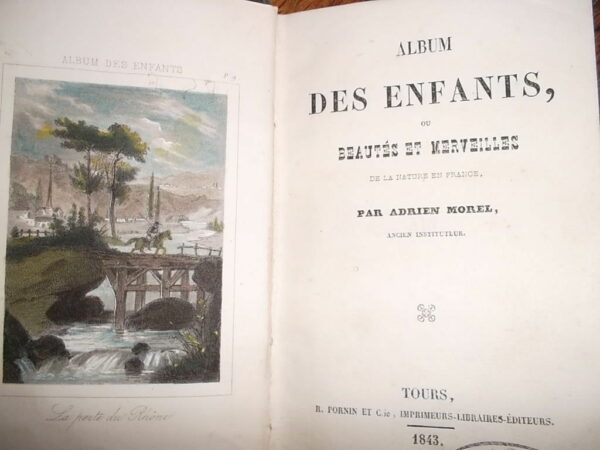 ALBUM DES ENFANTS
La perte du Rhône
ALBUM
DES ENFANTS,
OU
BEAUTÉS ET MERVEILLES
DE LA NATURE EN FRANCE,
PAR ADRIEN MOREL,
ANCIEN INSTITUTEUR.
TOURS,
R. PORNIN ET C.ie, IMPRIMEURS-LIBRAIRES-ÉDITEURS.
1843.